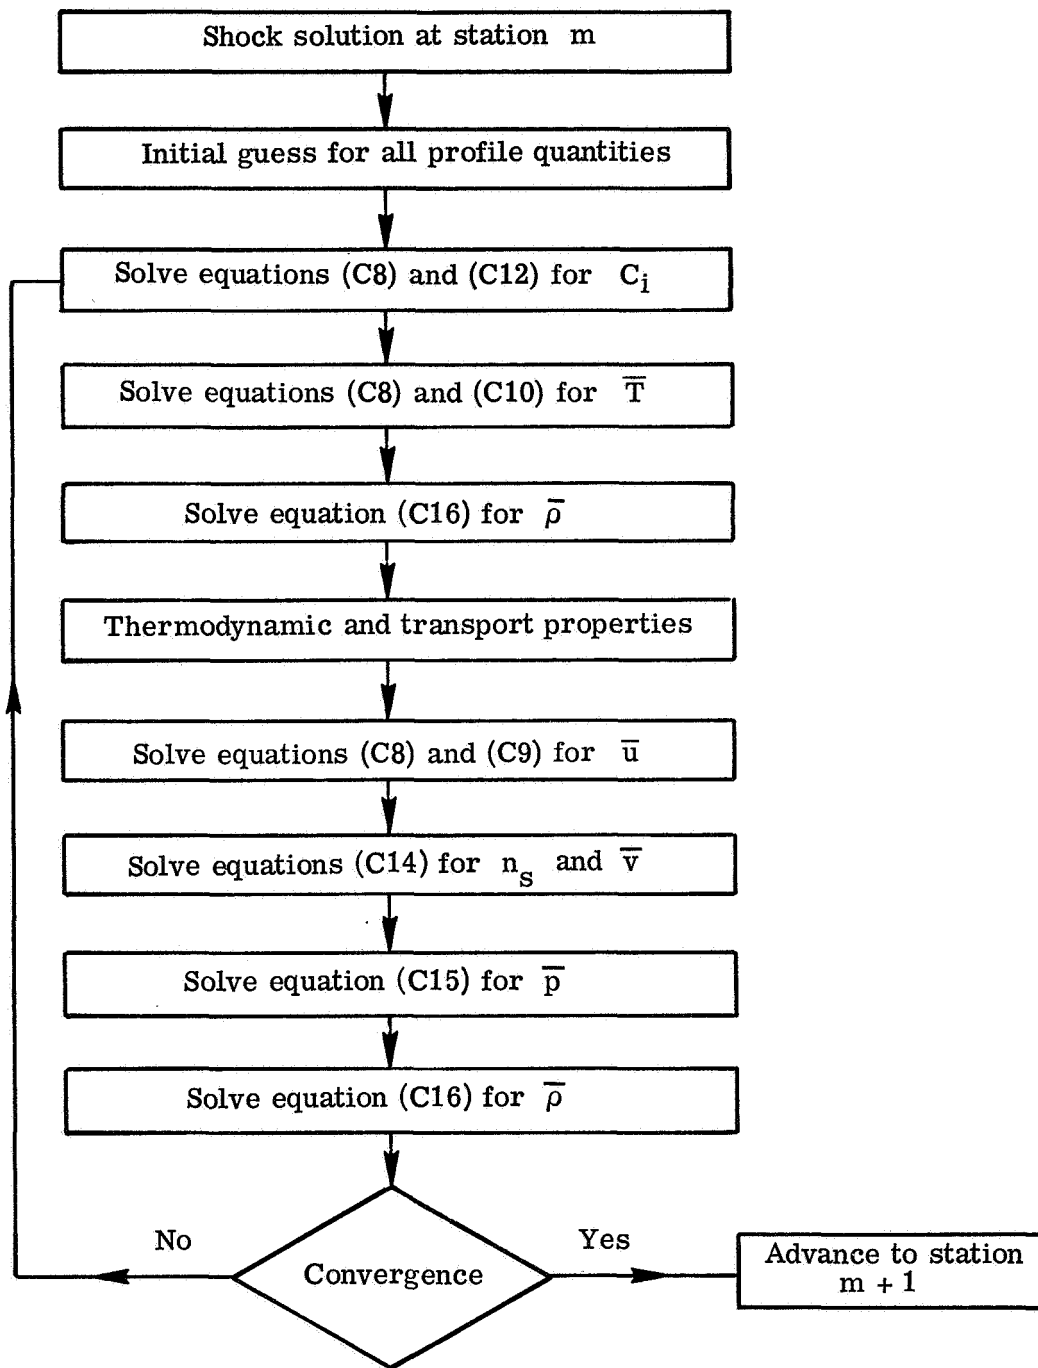 Shock solution at station m
Initial guess for all profile quantities
Solve equations (C8) and (C12) for C_i
Solve equations (C8) and (C10) for T̅
Solve equation (C16) for ρ̅
Thermodynamic and transport properties
Solve equations (C8) and (C9) for u̅
Solve equations (C14) for n_s and v̅
Solve equation (C15) for p̅
Solve equation (C16) for ρ̅
No
Yes
Convergence
Advance to station
m + 1